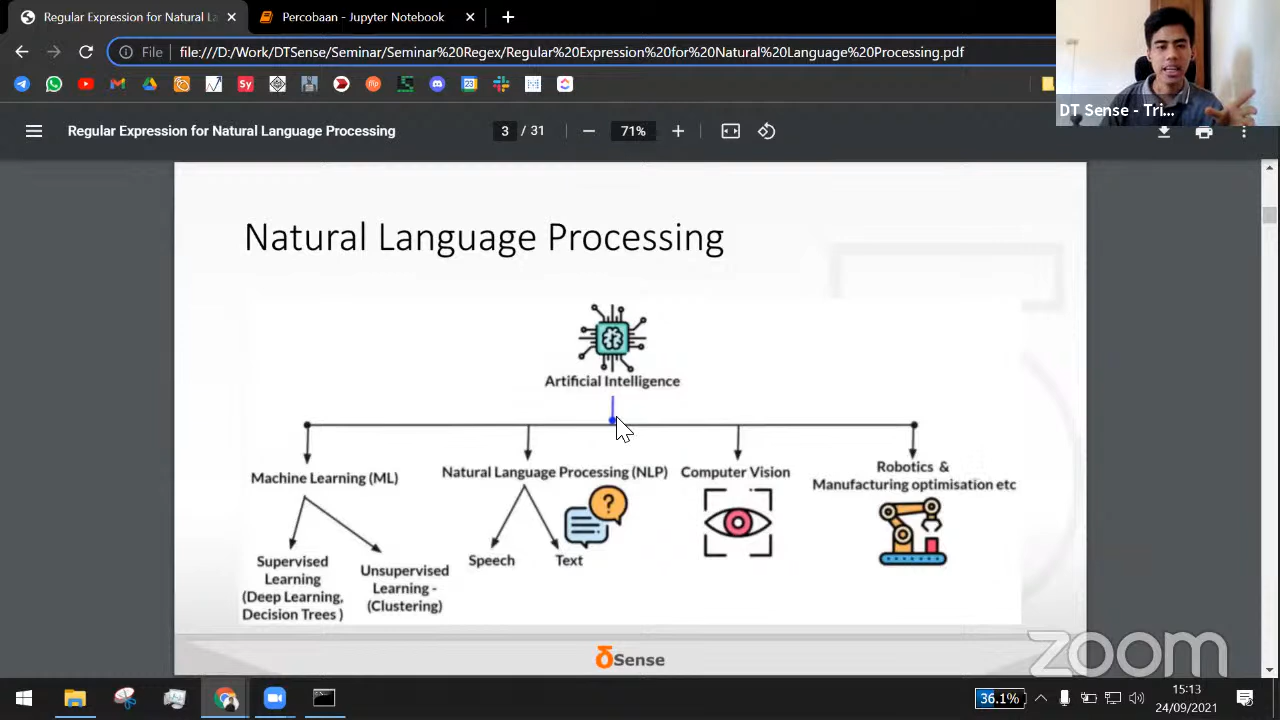 Regular Expression for Natural La
Percobaan - Jupyter Notebook
File
file:///D:/Work/DTSense/Seminar/Seminar%20Regex/Regular%20Expression%20for%20Natural%20Language%20Processing.pdf
DT Sense - Tri...
Regular Expression for Natural Language Processing
3 / 31
71%
Natural Language Processing
Artificial Intelligence
Machine Learning (ML)
Natural Language Processing (NLP)
Computer Vision
Robotics &
Manufacturing optimisation etc
Supervised
Learning
(Deep Learning,
Decision Trees )
Unsupervised
Learning -
(Clustering)
Speech
Text
Sense
zoom
36.1%
15:13
24/09/2021